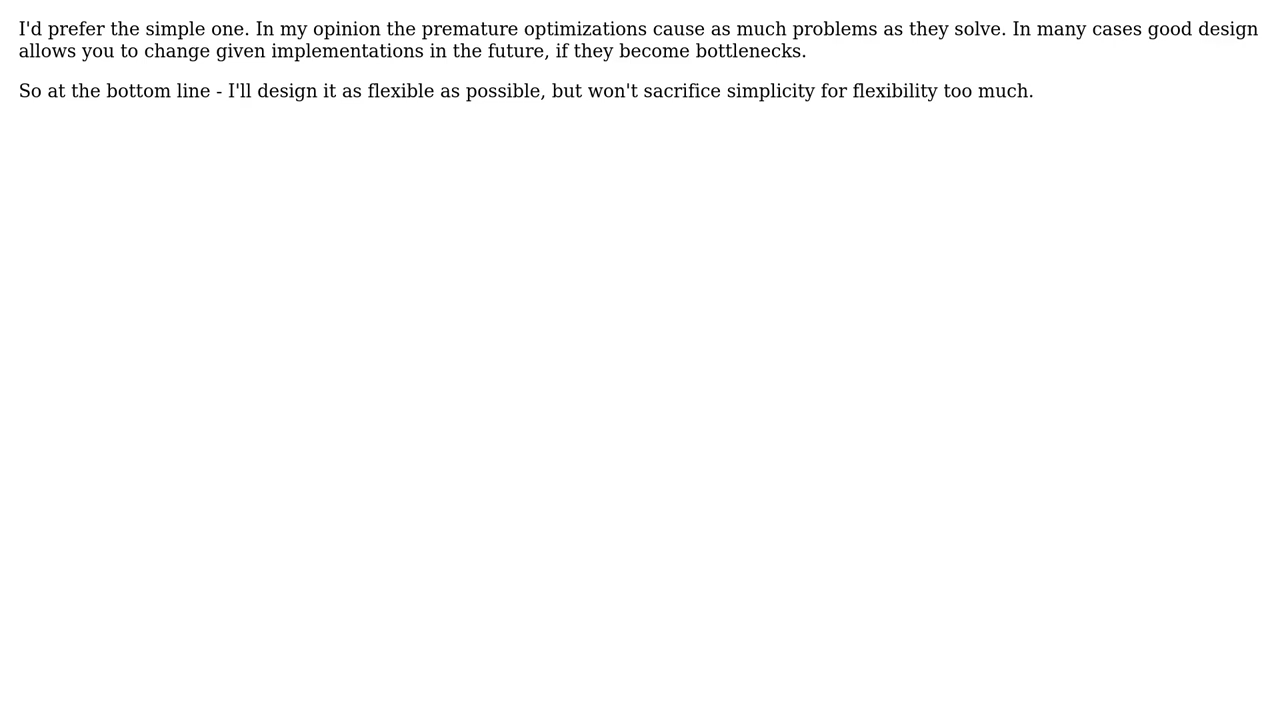 I'd prefer the simple one. In my opinion the premature optimizations cause as much problems as they solve. In many cases good design
allows you to change given implementations in the future, if they become bottlenecks.
So at the bottom line - I'll design it as flexible as possible, but won't sacrifice simplicity for flexibility too much.